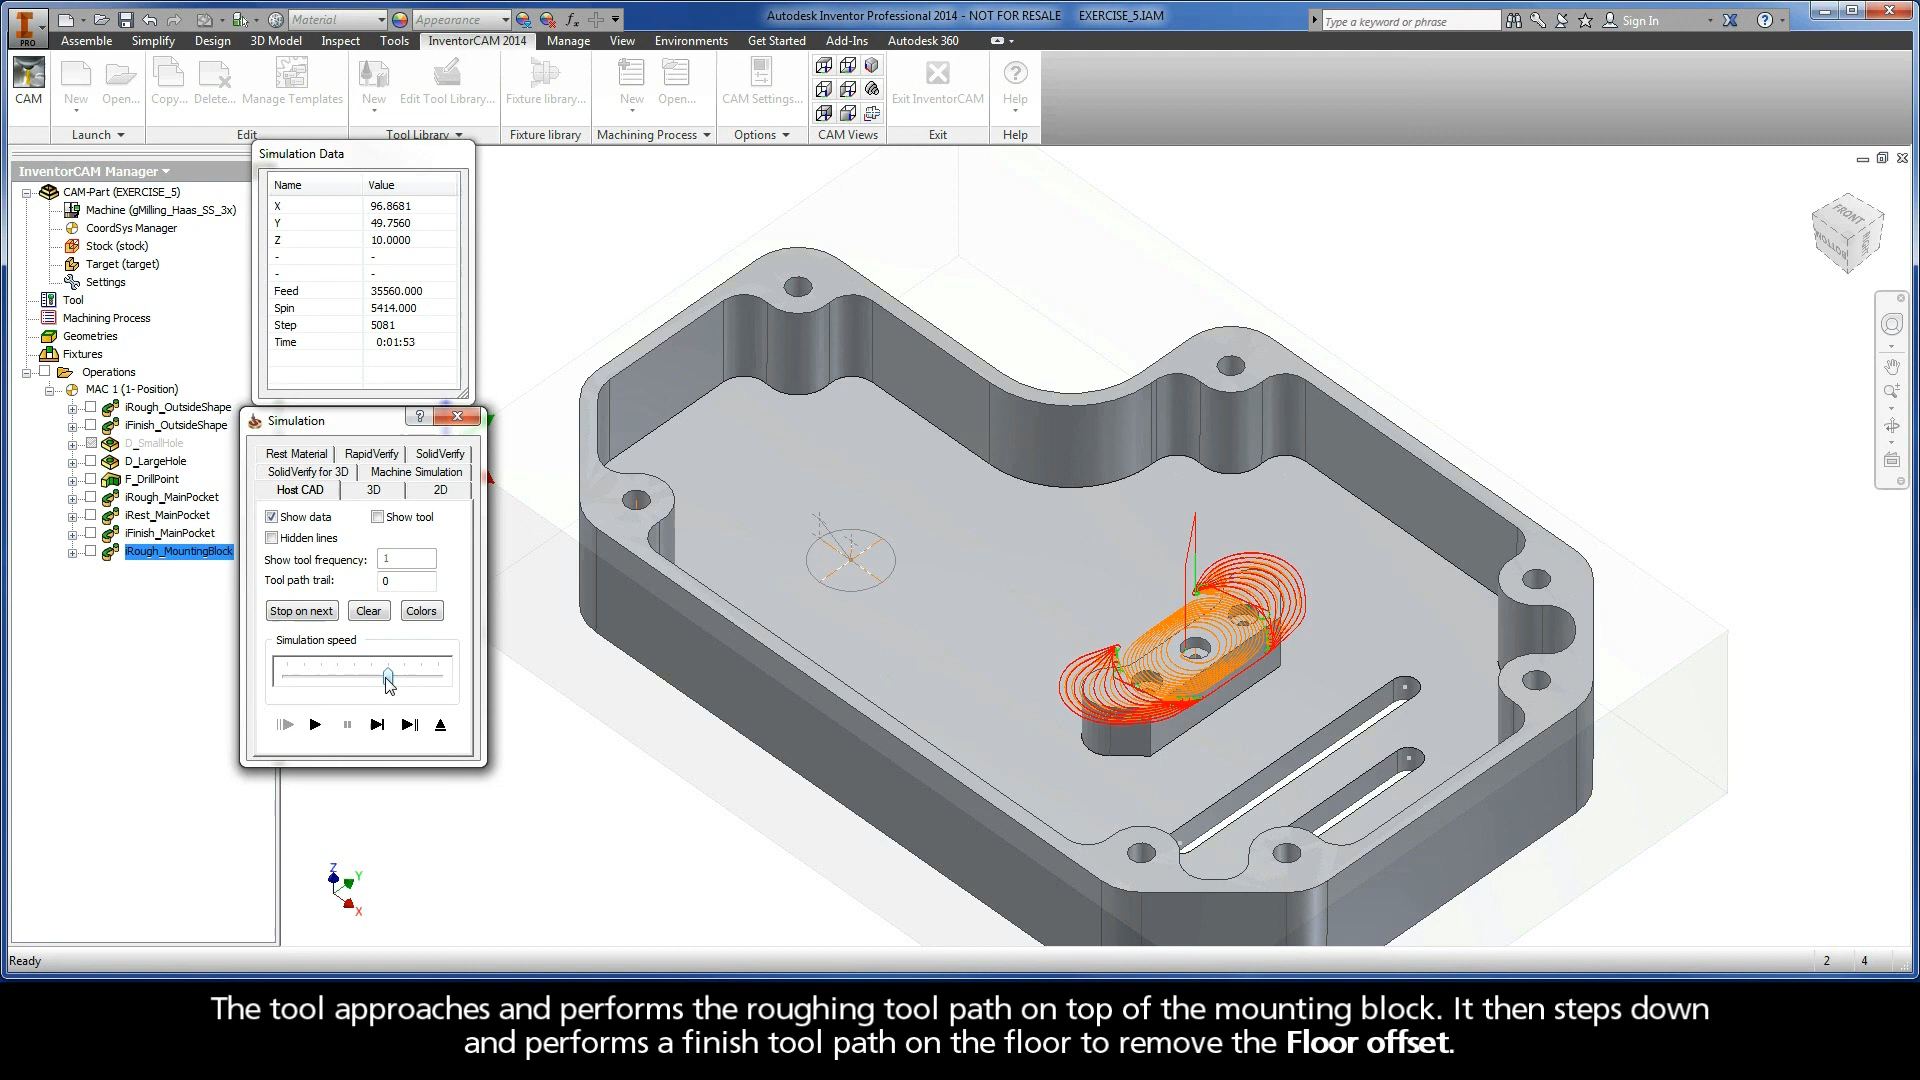 Material
Appearance
Autodesk Inventor Professional 2014 - NOT FOR RESALE EXERCISE_5.IAM
Type a keyword or phrase
Sign In
PRO
Assemble Simplify Design 3D Model Inspect Tools InventorCAM 2014 Manage View Environments Get Started Add-Ins Autodesk 360
CAM New Open... Copy... Delete... Manage Templates New Edit Tool Library... Fixture library... New Open... CAM Settings... Exit InventorCAM Help
Launch Edit Tool Library Fixture library Machining Process Options CAM Views Exit Help
InventorCAM Manager
CAM-Part (EXERCISE_5)
Machine (gMilling_Haas_SS_3x)
CoordSys Manager
Stock (stock)
Target (target)
Settings
Tool
Machining Process
Geometries
Fixtures
Operations
MAC 1 (1- Position)
iRough_OutsideShape
iFinish_OutsideShape
D_SmallHole
D_LargeHole
F_DrillPoint
iRough_MainPocket
iRest_MainPocket
iFinish_MainPocket
iRough_MountingBlock
Simulation Data
Name Value
X 96.8681
Y 49.7560
Z 10.0000
- -
- -
Feed 35560.000
Spin 5414.000
Step 5081
Time 0:01:53
Simulation
Rest Material RapidVerify SolidVerify
SolidVerify for 3D Machine Simulation
Host CAD 3D 2D
Show data Show tool
Hidden lines
Show tool frequency: 1
Tool path trail: 0
Stop on next Clear Colors
Simulation speed
FRONT
BOTTOM
RIGHT
Z
Y
X
Ready
2 4
The tool approaches and performs the roughing tool path on top of the mounting block. It then steps down
and performs a finish tool path on the floor to remove the Floor offset.